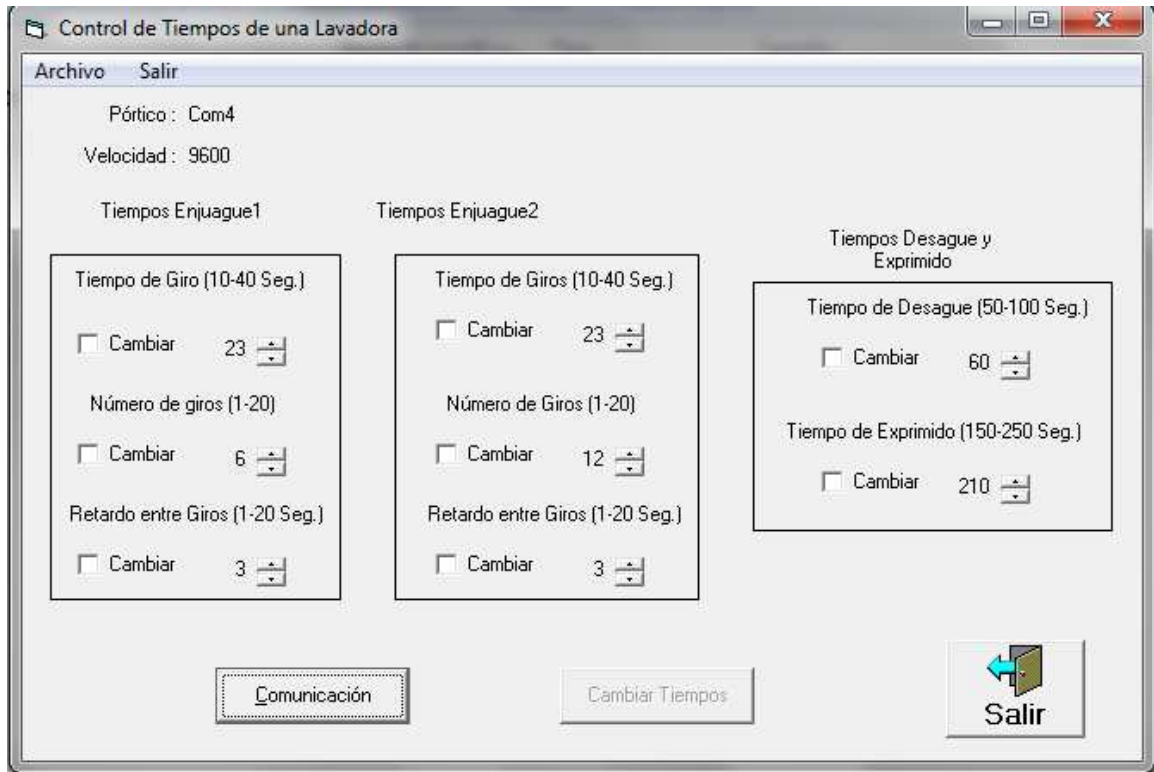 Control de Tiempos de una Lavadora
Archivo Salir
Pórtico : Com4
Velocidad : 9600
Tiempos Enjuague1
Tiempo de Giro (10-40 Seg.)
Cambiar 23
Número de giros (1-20)
Cambiar 6
Retardo entre Giros (1-20 Seg.)
Cambiar 3
Tiempos Enjuague2
Tiempo de Giros (10-40 Seg.)
Cambiar 23
Número de Giros (1-20)
Cambiar 12
Retardo entre Giros (1-20 Seg.)
Cambiar 3
Tiempos Desague y
Exprimido
Tiempo de Desague (50-100 Seg.)
Cambiar 60
Tiempo de Exprimido (150-250 Seg.)
Cambiar 210
Comunicación
Cambiar Tiempos
Salir